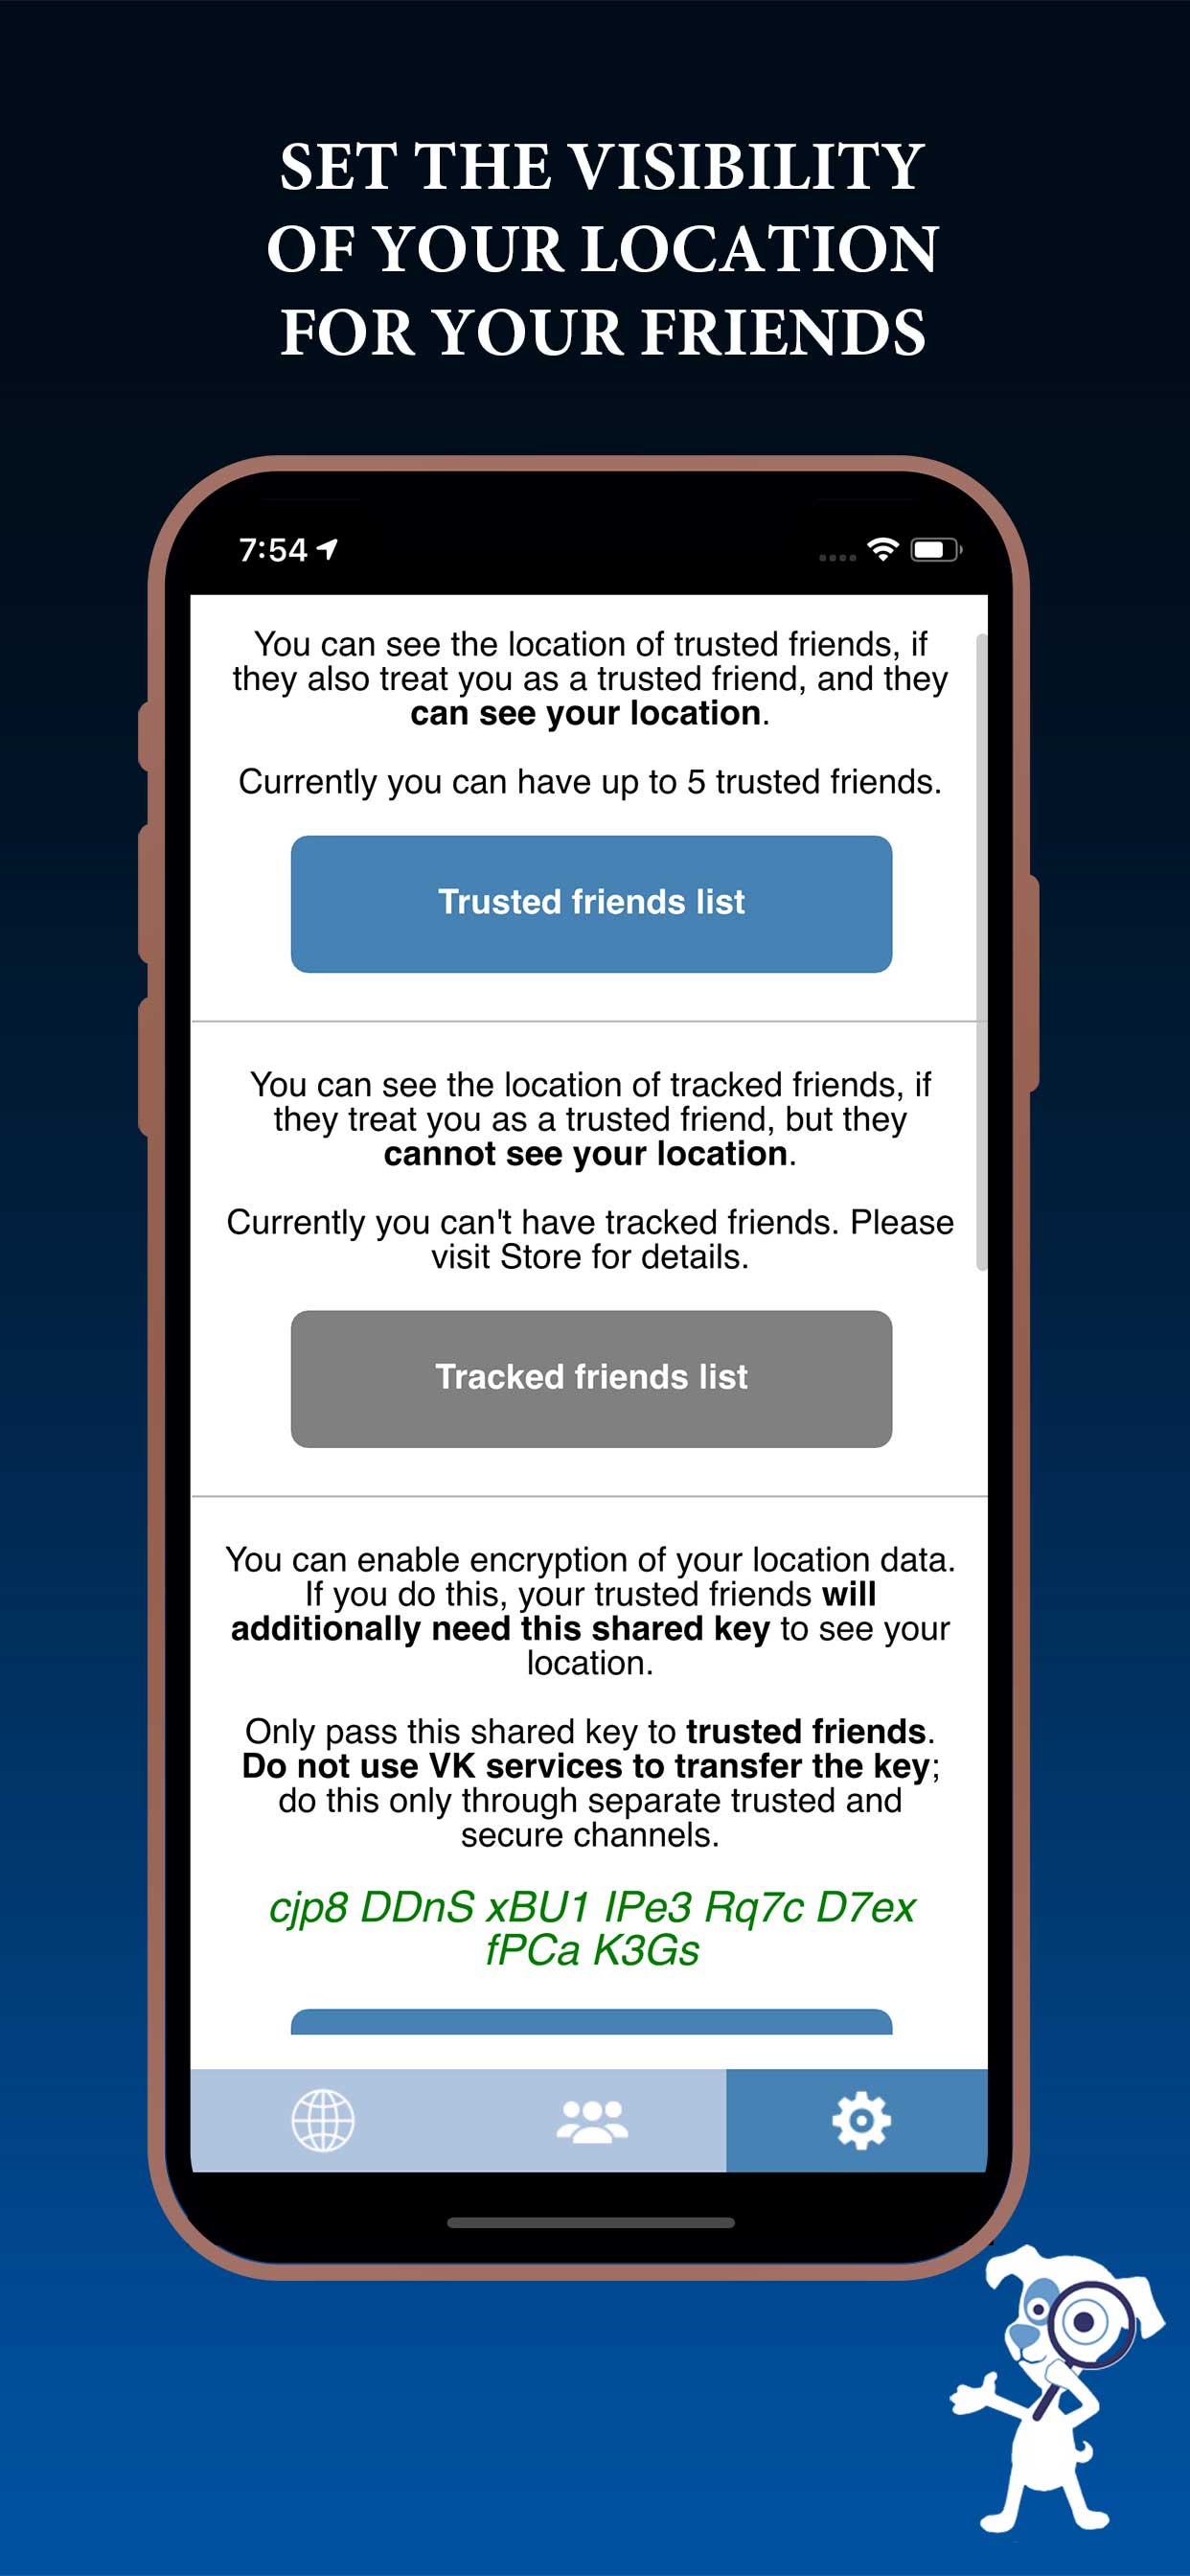 SET THE VISIBILITY
OF YOUR LOCATION
FOR YOUR FRIENDS
7:54
You can see the location of trusted friends, if
they also treat you as a trusted friend, and they
can see your location.
Currently you can have up to 5 trusted friends.
Trusted friends list
You can see the location of tracked friends, if
they treat you as a trusted friend, but they
cannot see your location.
Currently you can't have tracked friends. Please
visit Store for details.
Tracked friends list
You can enable encryption of your location data.
If you do this, your trusted friends will
additionally need this shared key to see your
location.
Only pass this shared key to trusted friends.
Do not use VK services to transfer the key;
do this only through separate trusted and
secure channels.
cjp8 DDnS xBU1 IPe3 Rq7c D7ex
fPCa K3Gs